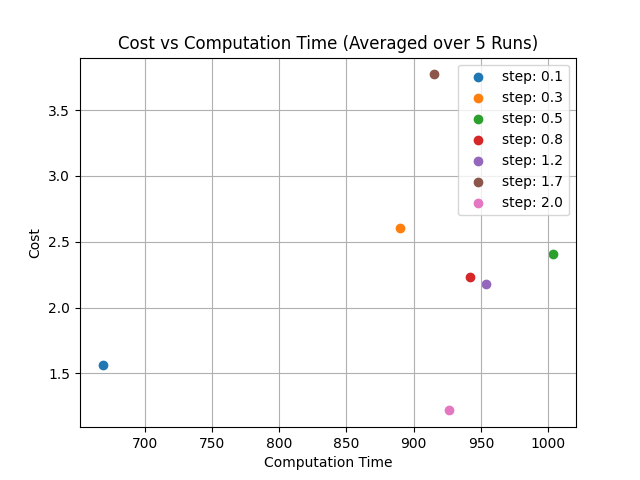 Cost vs Computation Time (Averaged over 5 Runs)
step: 0.1
step: 0.3
step: 0.5
step: 0.8
step: 1.2
step: 1.7
step: 2.0
3.5
3.0
2.5
2.0
1.5
Cost
700 750 800 850 900 950 1000
Computation Time